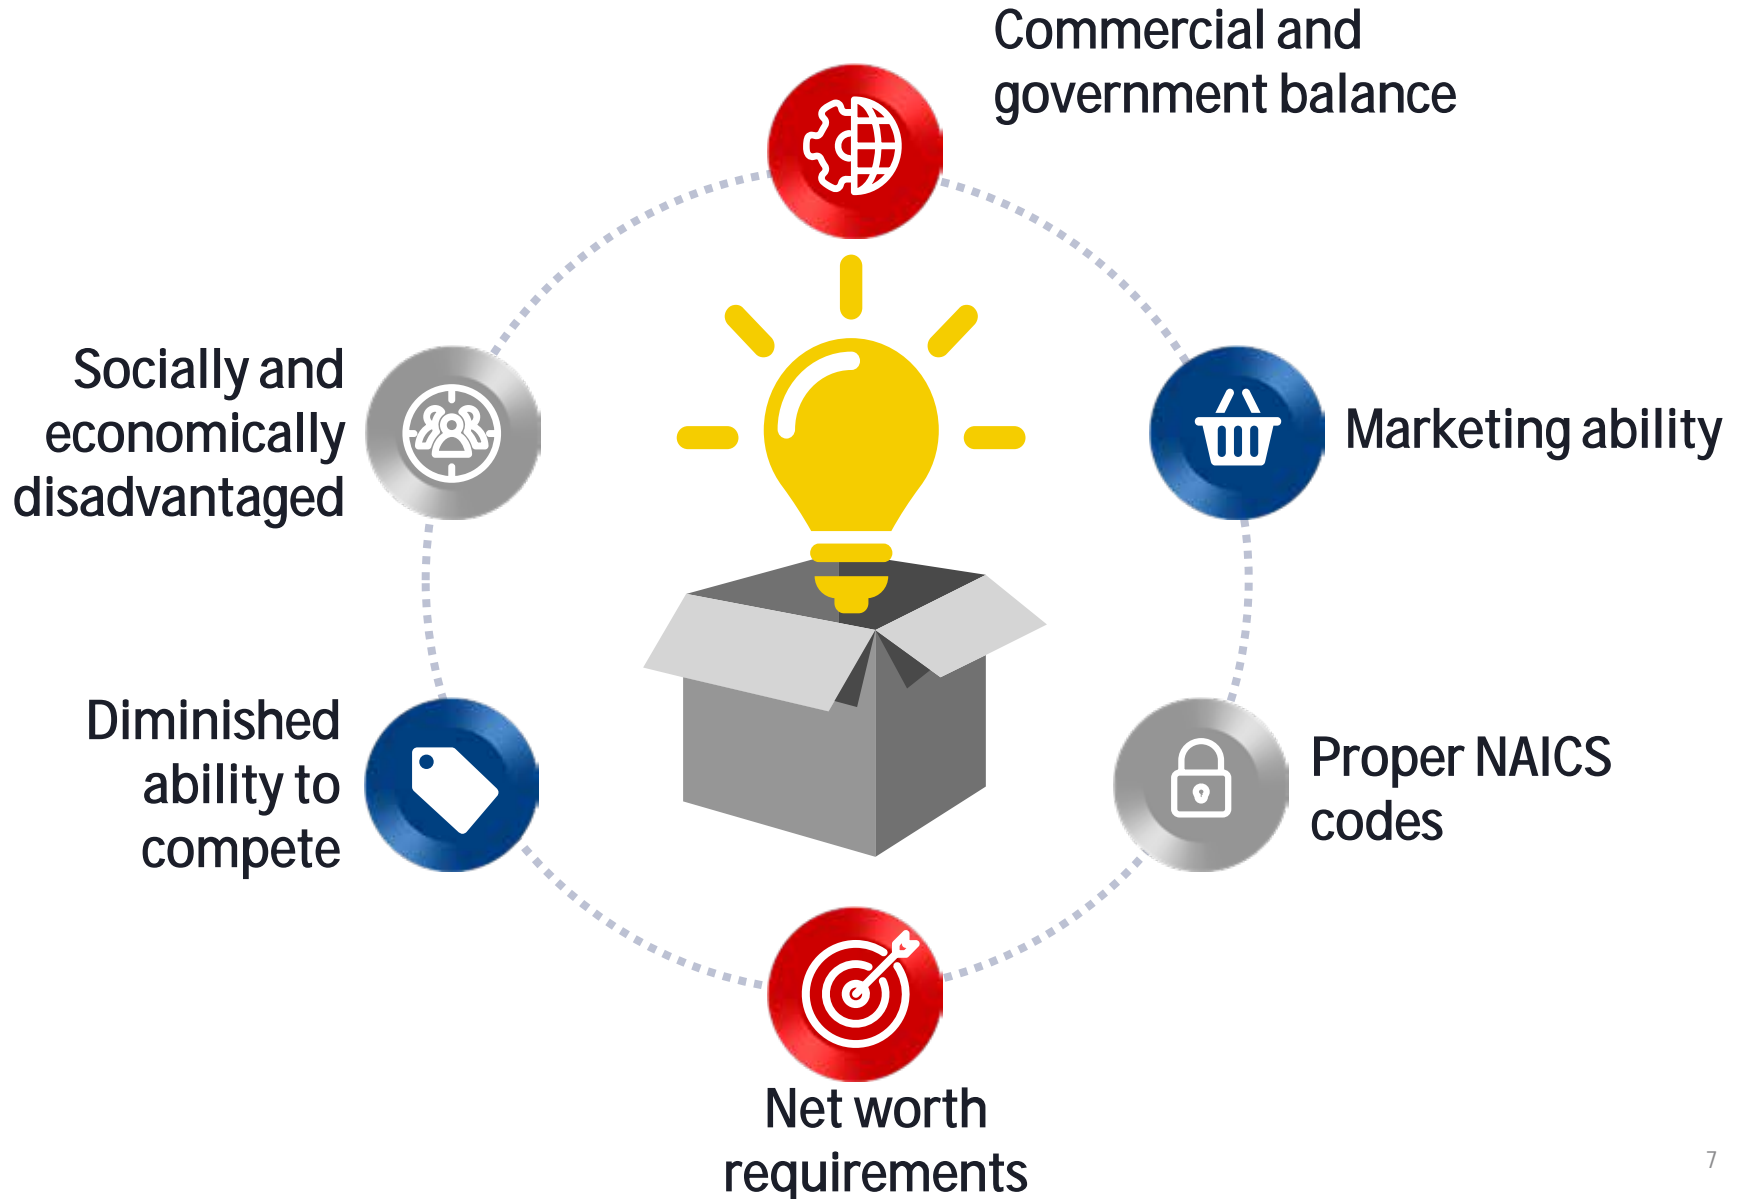 Commercial and
government balance
Marketing ability
Proper NAICS
codes
Net worth
requirements
Diminished
ability to
compete
Socially and
economically
disadvantaged
7